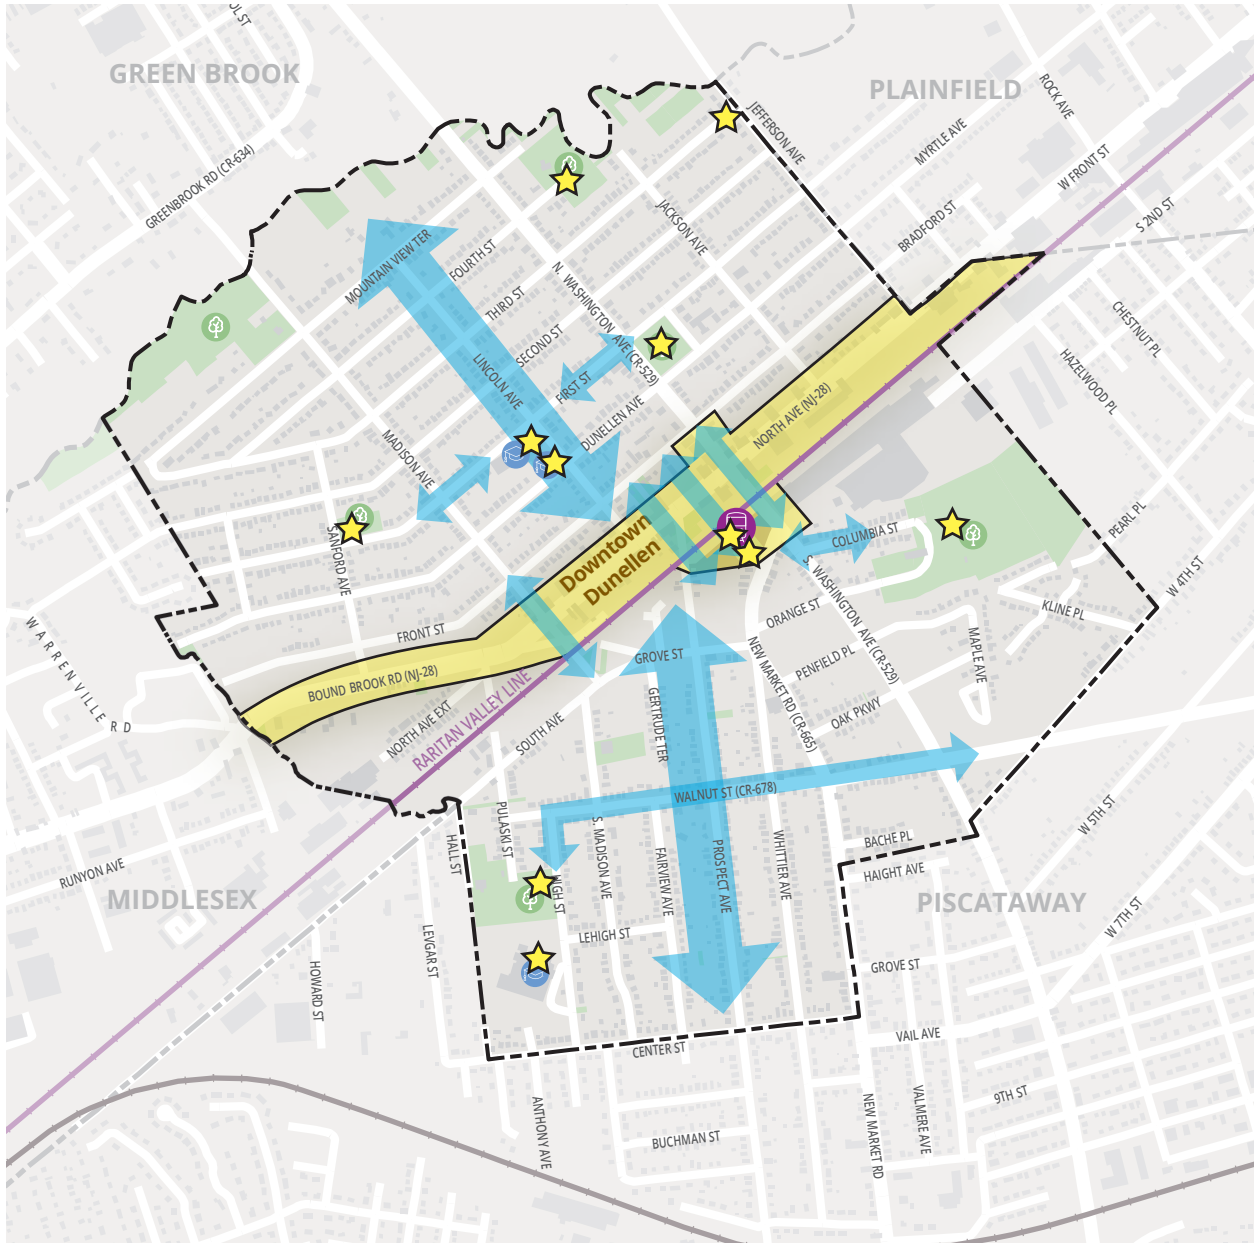 OL ST
GREEN BROOK
PLAINFIELD
ROCK AVE
JEFFERSON AVE
MYRTLE AVE
W FRONT ST
GREENBROOK RD (CR-634)
S 2ND ST
BRADFORD ST
JACKSON AVE
MOUNTAIN VIEW TER
FOURTH ST
N. WASHINGTON AVE (CR-529)
THIRD ST
SECOND ST
CHESTNUT PL
HAZELWOOD PL
LINCOLN AVE
FIRST ST
DUNELLEN AVE
NORTH AVE (NJ-28)
MADISON AVE
PEARL PL
COLUMBIA ST
SANFORD AVE
Downtown
Dunellen
W 4TH ST
S. WASHINGTON AVE (CR-529)
ORANGE ST
KLINE PL
WARRENVILLE RD
FRONT ST
GROVE ST
MAPLE AVE
PENFIELD PL
NEW MARKET RD (CR-665)
BOUND BROOK RD (NJ-28)
GERTRUDE TER
OAK PKWY
NORTH AVE EXT
RARITAN VALLEY LINE
SOUTH AVE
WALNUT ST (CR-678)
W 5TH ST
PULASKI ST
HALL ST
S. MADISON AVE
BACHE PL
RUNYON AVE
FAIRVIEW AVE
PROSPECT AVE
WHITTIER AVE
HAIGHT AVE
MIDDLESEX
HIGH ST
PISCATAWAY
W 7TH ST
LEHIGH ST
LEVGAR ST
GROVE ST
HOWARD ST
CENTER ST
VAIL AVE
9TH ST
ANTHONY AVE
NEW MARKET RD
VALMERE AVE
BUCHMAN ST